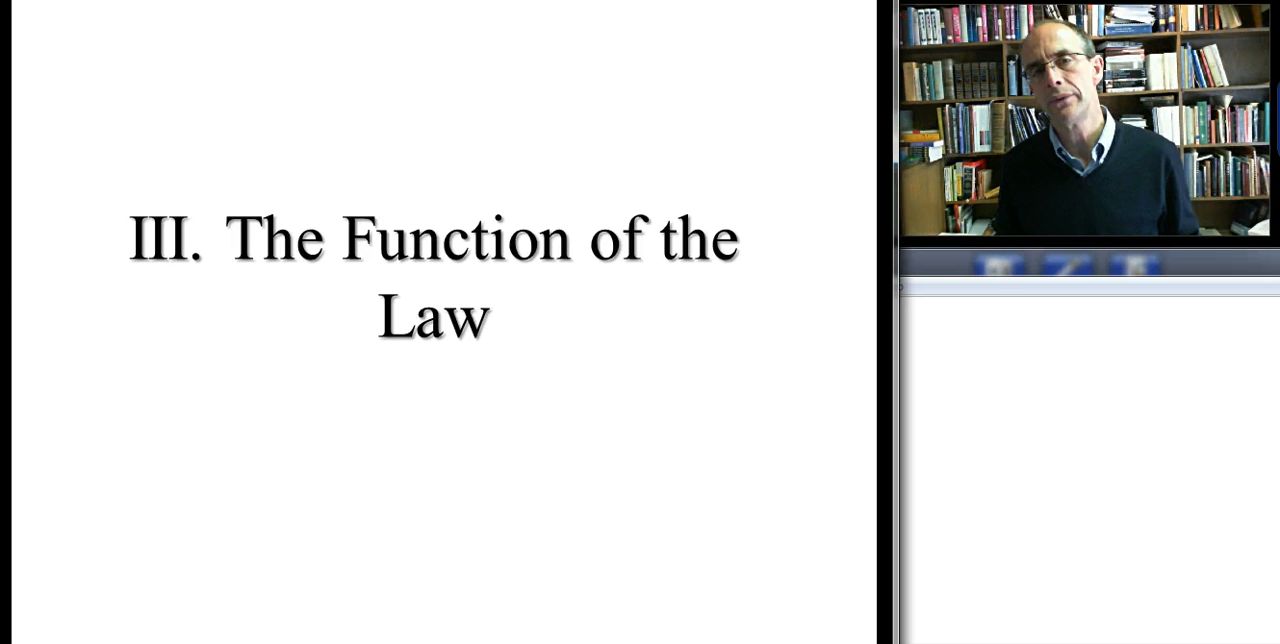 III. The Function of the
Law